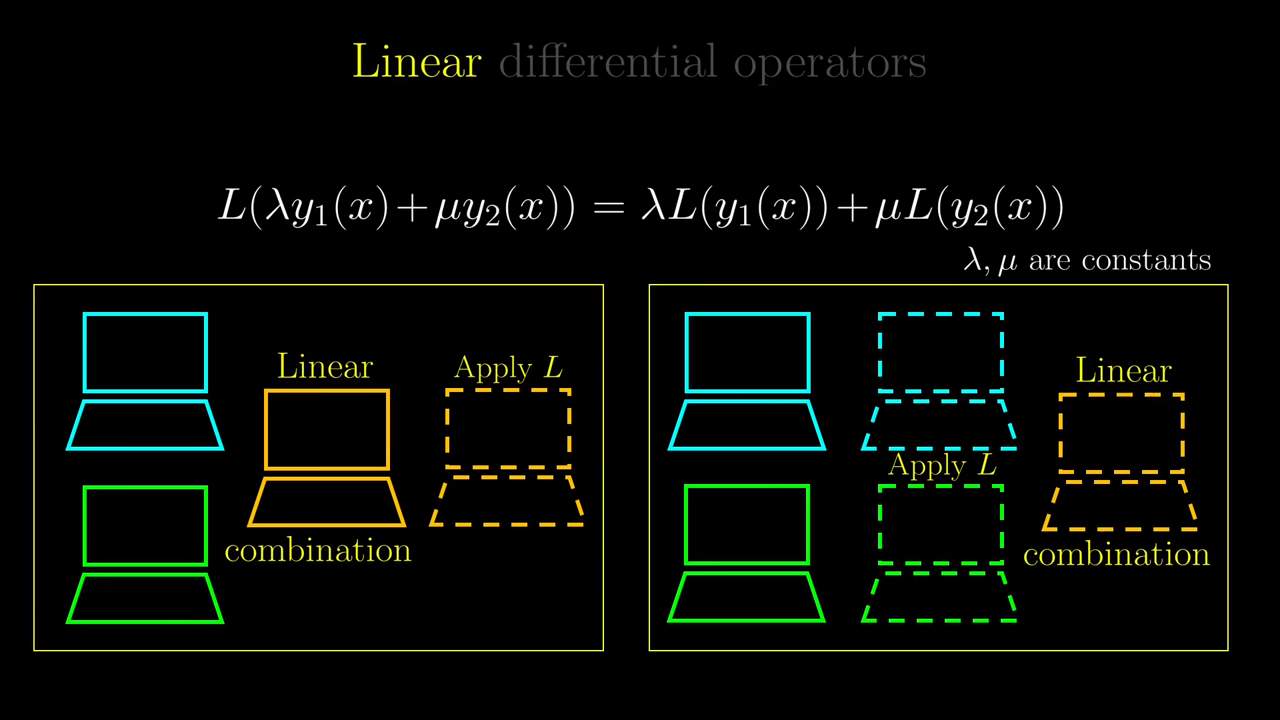 Linear differential operators
L(λy₁(x)+μy₂(x)) = λL(y₁(x))+μL(y₂(x))
λ, μ are constants
Linear
combination
Apply L
Apply L
Linear
combination